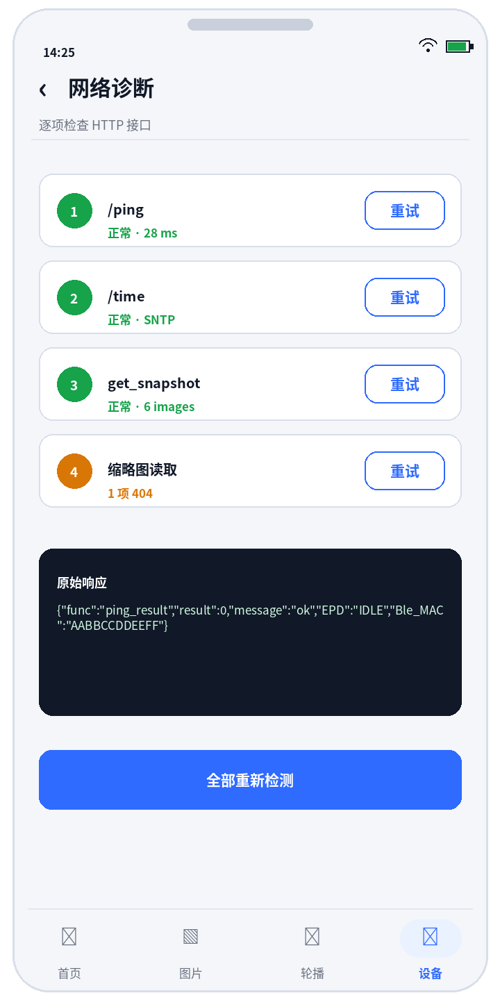 14:25
‹ 网络诊断
逐项检查 HTTP 接口
1
/ping
正常 · 28 ms
重试
2
/time
正常 · SNTP
重试
3
get_snapshot
正常 · 6 images
重试
4
缩略图读取
1 项 404
重试
原始响应
{"func":"ping_result","result":0,"message":"ok","EPD":"IDLE","Ble_MAC
":"AABBCCDDEEFF"}
全部重新检测
首页
图片
轮播
设备